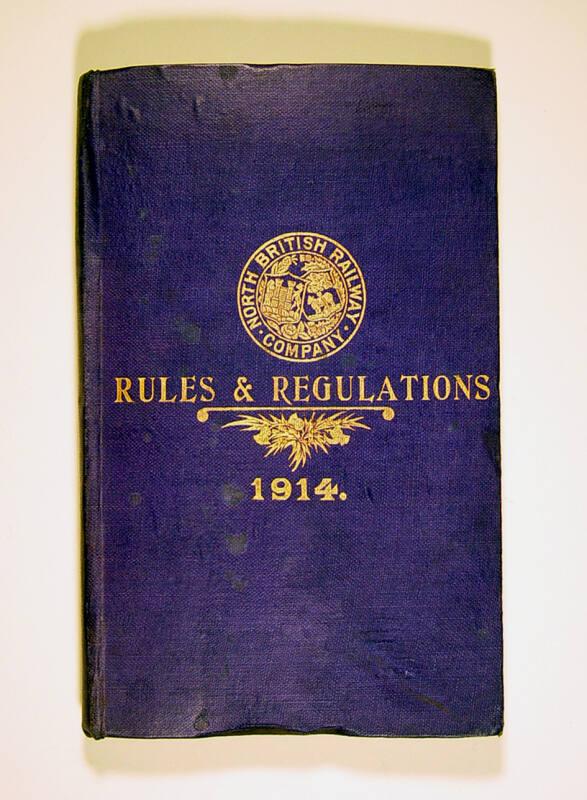 NORTH BRITISH RAILWAY
· COMPANY ·
RULES & REGULATIONS
1914.